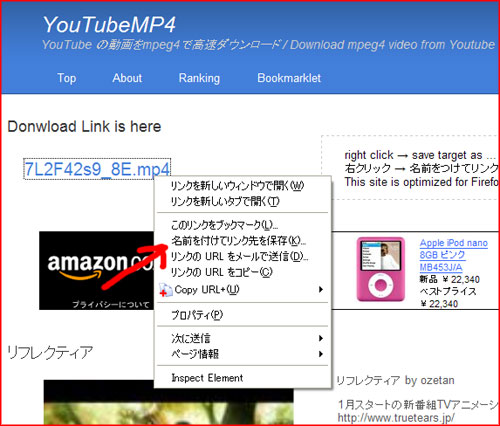 YouTubeMP4
YouTube の動画をmpeg4で高速ダウンロード / Download mpeg4 video from Youtube
Top About Ranking Bookmarklet
Donwload Link is here
7L2F42s9_8E.mp4
right click → save target as ...
右クリック → 名前をつけてリンク
This site is optimized for Firefo
リンクを新しいウィンドウで開く(W)
リンクを新しいタブで開く(T)
このリンクをブックマーク(L)...
名前を付けてリンク先を保存(K)...
リンクの URL をメールで送信(D)...
リンクの URL をコピー(C)
Copy URL+(U)
プロパティ(P)
次に送信
ページ情報
Inspect Element
amazon.co
プライバシーについて
Apple iPod nano
8GB ピンク
MB453J/A
新品 ¥ 22,340
ベストプライス
¥ 22,340
リフレクティア
リフレクティア by ozetan
1月スタートの新番組TVアニメーシ
http://www.truetears.jp/